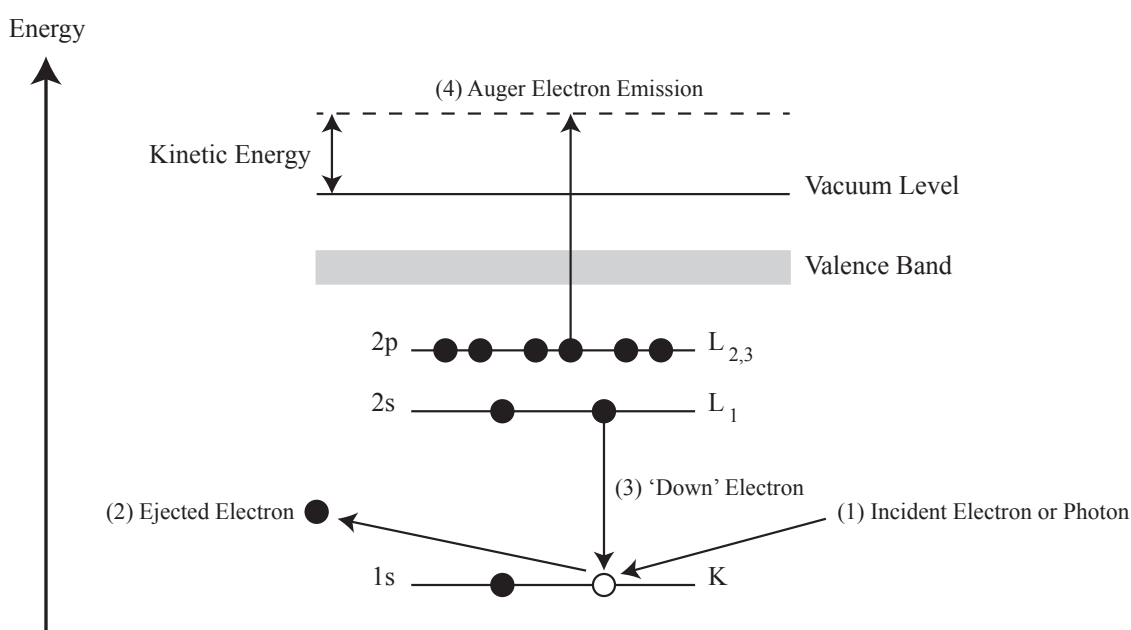 Energy
(4) Auger Electron Emission
Kinetic Energy
Vacuum Level
Valence Band
2p
L 2,3
2s
L 1
(3) ‘Down’ Electron
(2) Ejected Electron
(1) Incident Electron or Photon
1s
K